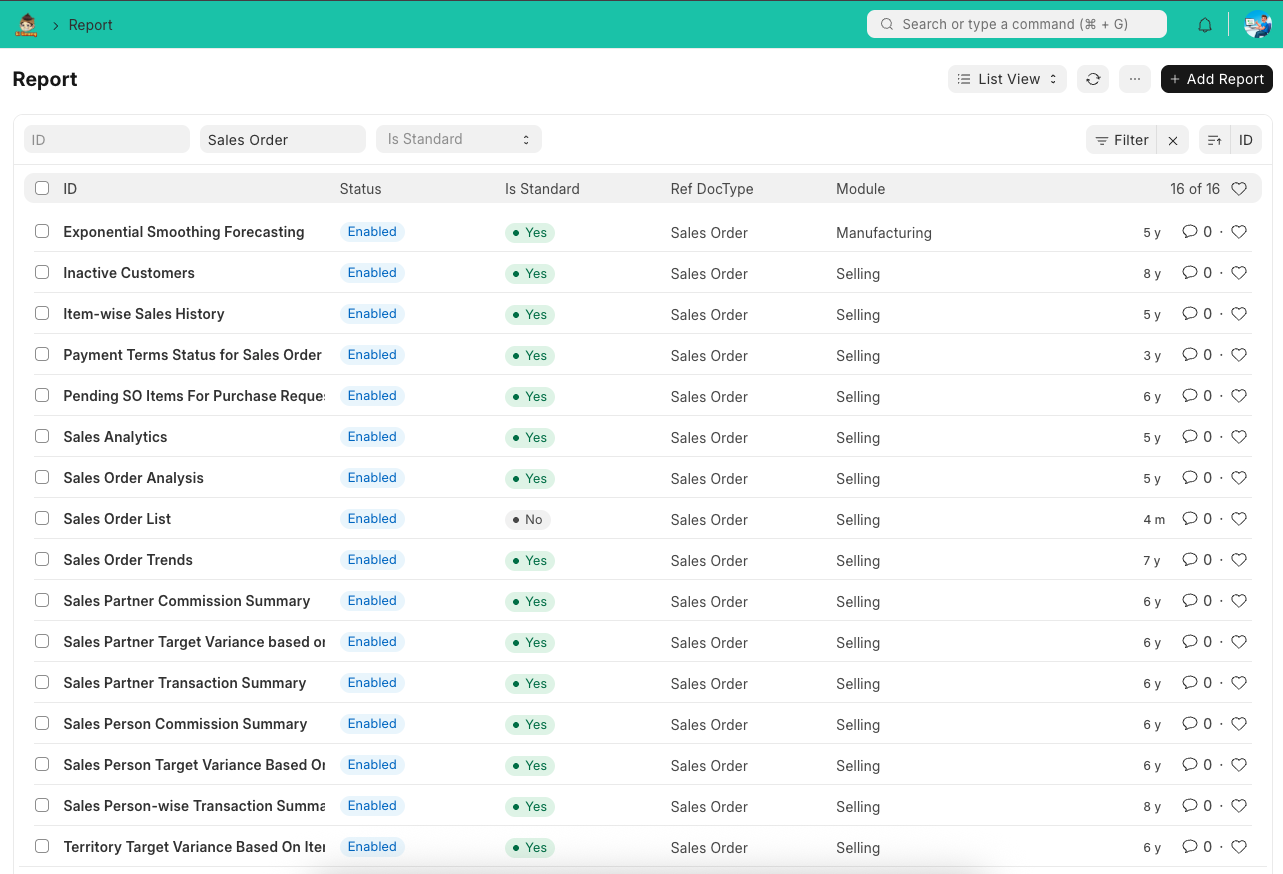 Report
Search or type a command (⌘ + G)
Report
List View
...
+ Add Report
ID
Sales Order
Is Standard
Filter
ID
ID Status Is Standard Ref DocType Module 16 of 16
Exponential Smoothing Forecasting Enabled Yes Sales Order Manufacturing 5 y 0 ·
Inactive Customers Enabled Yes Sales Order Selling 8 y 0 ·
Item-wise Sales History Enabled Yes Sales Order Selling 5 y 0 ·
Payment Terms Status for Sales Order Enabled Yes Sales Order Selling 3 y 0 ·
Pending SO Items For Purchase Reque Enabled Yes Sales Order Selling 6 y 0 ·
Sales Analytics Enabled Yes Sales Order Selling 5 y 0 ·
Sales Order Analysis Enabled Yes Sales Order Selling 5 y 0 ·
Sales Order List Enabled No Sales Order Selling 4 m 0 ·
Sales Order Trends Enabled Yes Sales Order Selling 7 y 0 ·
Sales Partner Commission Summary Enabled Yes Sales Order Selling 6 y 0 ·
Sales Partner Target Variance based or Enabled Yes Sales Order Selling 6 y 0 ·
Sales Partner Transaction Summary Enabled Yes Sales Order Selling 6 y 0 ·
Sales Person Commission Summary Enabled Yes Sales Order Selling 6 y 0 ·
Sales Person Target Variance Based Or Enabled Yes Sales Order Selling 6 y 0 ·
Sales Person-wise Transaction Summa Enabled Yes Sales Order Selling 8 y 0 ·
Territory Target Variance Based On Iter Enabled Yes Sales Order Selling 6 y 0 ·